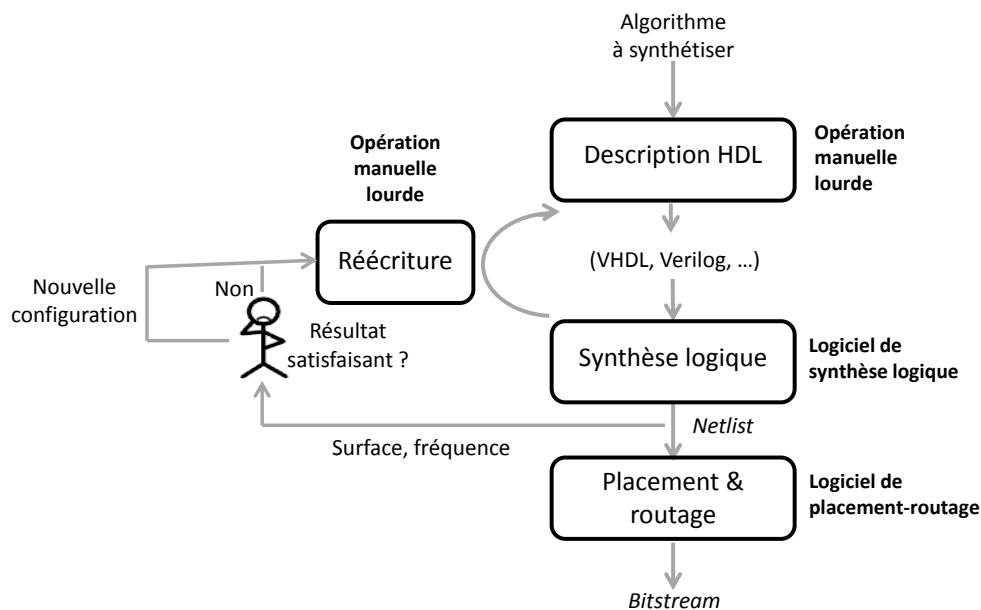 Algorithme
à synthétiser
Opération
manuelle
lourde
Description HDL
Opération
manuelle
lourde
Réécriture
(VHDL, Verilog, ...)
Nouvelle
configuration
Non
Résultat
satisfaisant ?
Synthèse logique
Logiciel de
synthèse logique
Netlist
Surface, fréquence
Placement &
routage
Logiciel de
placement-routage
Bitstream